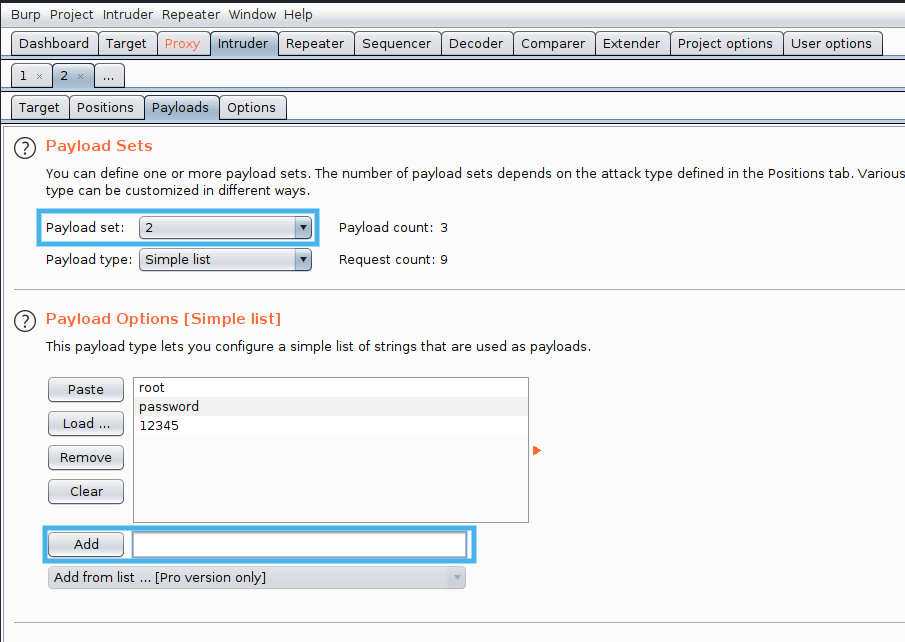 Burp Project Intruder Repeater Window Help
Dashboard Target Proxy Intruder Repeater Sequencer Decoder Comparer Extender Project options User options
1 × 2 × ...
Target Positions Payloads Options
? Payload Sets
You can define one or more payload sets. The number of payload sets depends on the attack type defined in the Positions tab. Various
type can be customized in different ways.
Payload set: 2 Payload count: 3
Payload type: Simple list Request count: 9
? Payload Options [Simple list]
This payload type lets you configure a simple list of strings that are used as payloads.
Paste root
password
Load ... 12345
Remove
Clear
Add
Add from list ... [Pro version only]